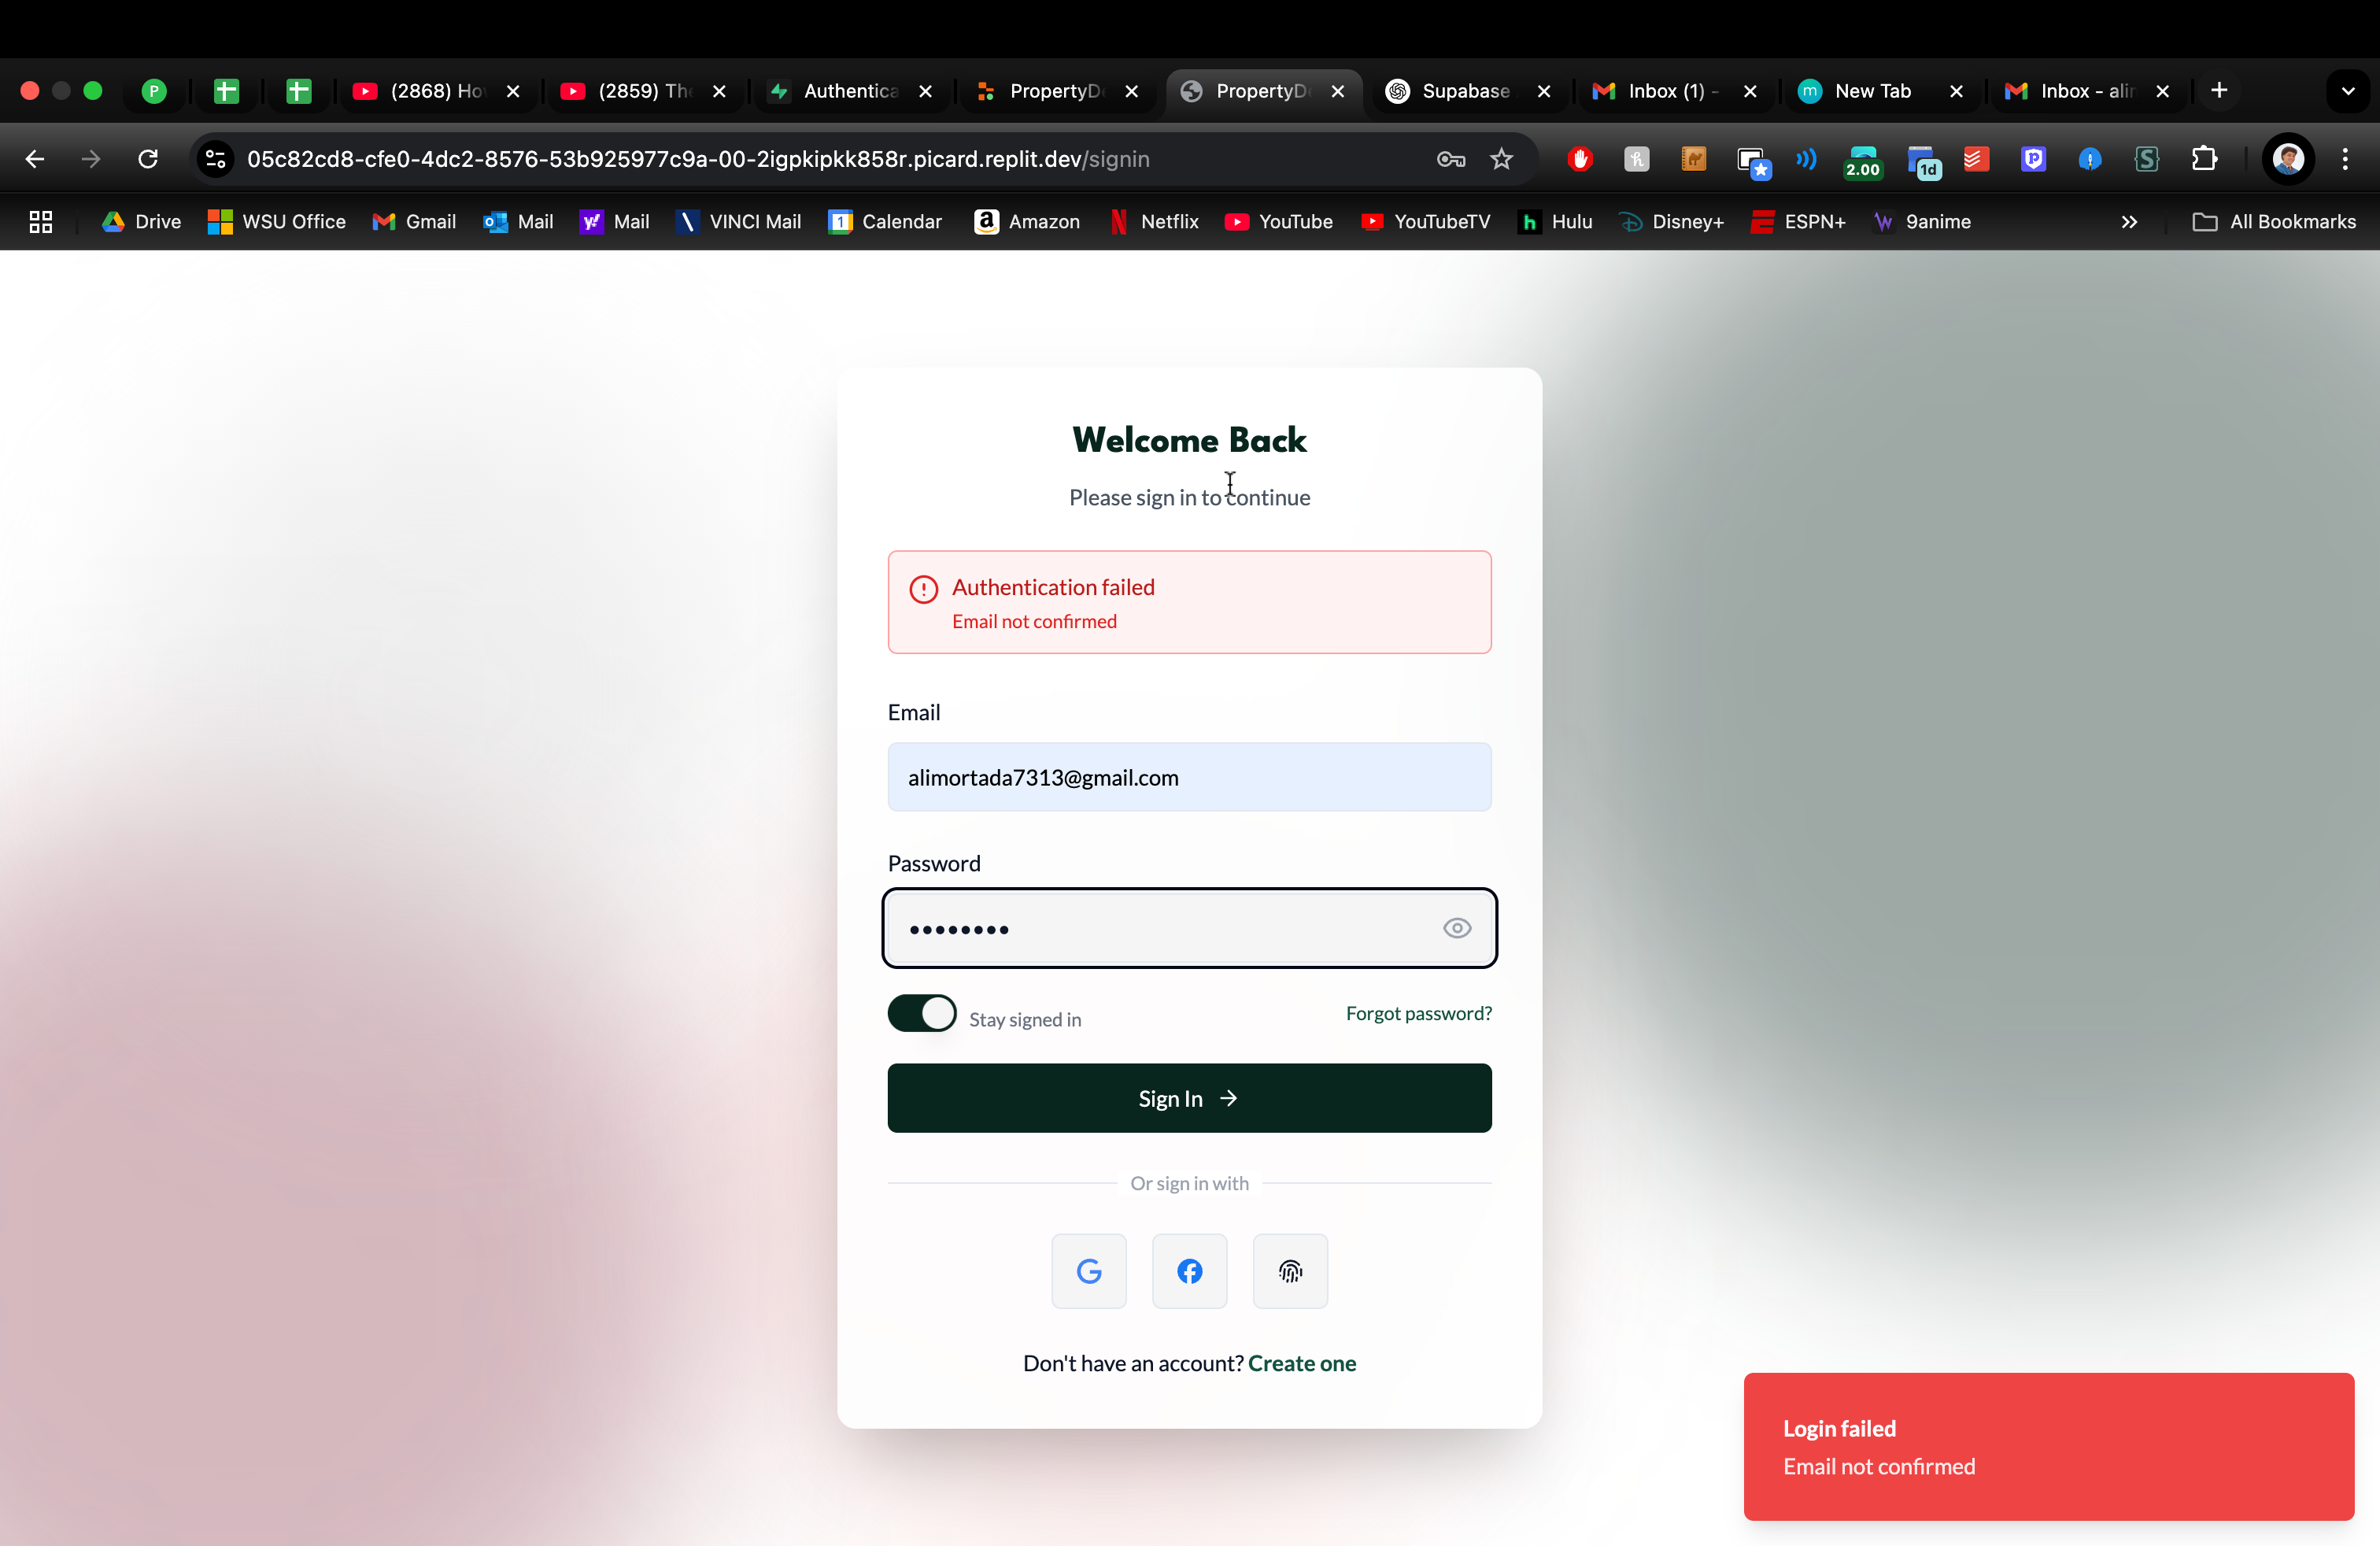 P
(2868) Ho
(2859) Th
Authentica
PropertyD
PropertyD
Supabase
Inbox (1) -
m
New Tab
Inbox - alir
05c82cd8-cfe0-4dc2-8576-53b925977c9a-00-2igpkipkk858r.picard.replit.dev/signin
2.00
1d
Drive
WSU Office
Gmail
Mail
Mail
VINCI Mail
1
Calendar
Amazon
Netflix
YouTube
YouTubeTV
Hulu
Disney+
ESPN+
9anime
All Bookmarks
Welcome Back
Please sign in to continue
Authentication failed
Email not confirmed
Email
alimortada7313@gmail.com
Password
Stay signed in
Forgot password?
Sign In
Or sign in with
Don't have an account? Create one
Login failed
Email not confirmed